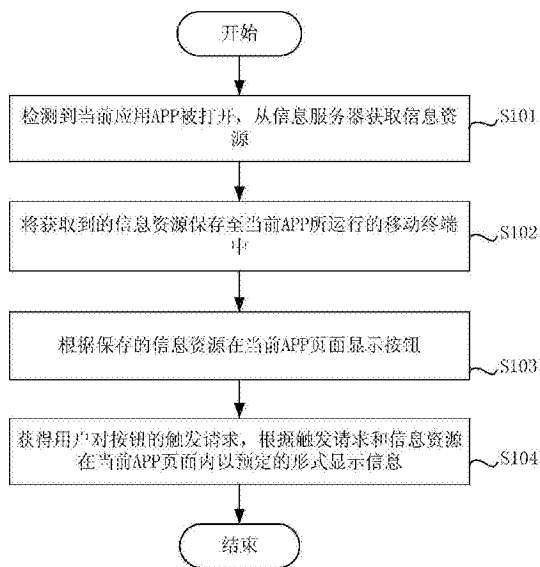 开始
检测到当前应用APP被打开，从信息服务器获取信息资
源
S101
将获取到的信息资源保存至当前APP所运行的移动终端
中
S102
根据保存的信息资源在当前APP页面显示按钮
S103
获得用户对按钮的触发请求，根据触发请求和信息资源
在当前APP页面内以预定的形式显示信息
S104
结束